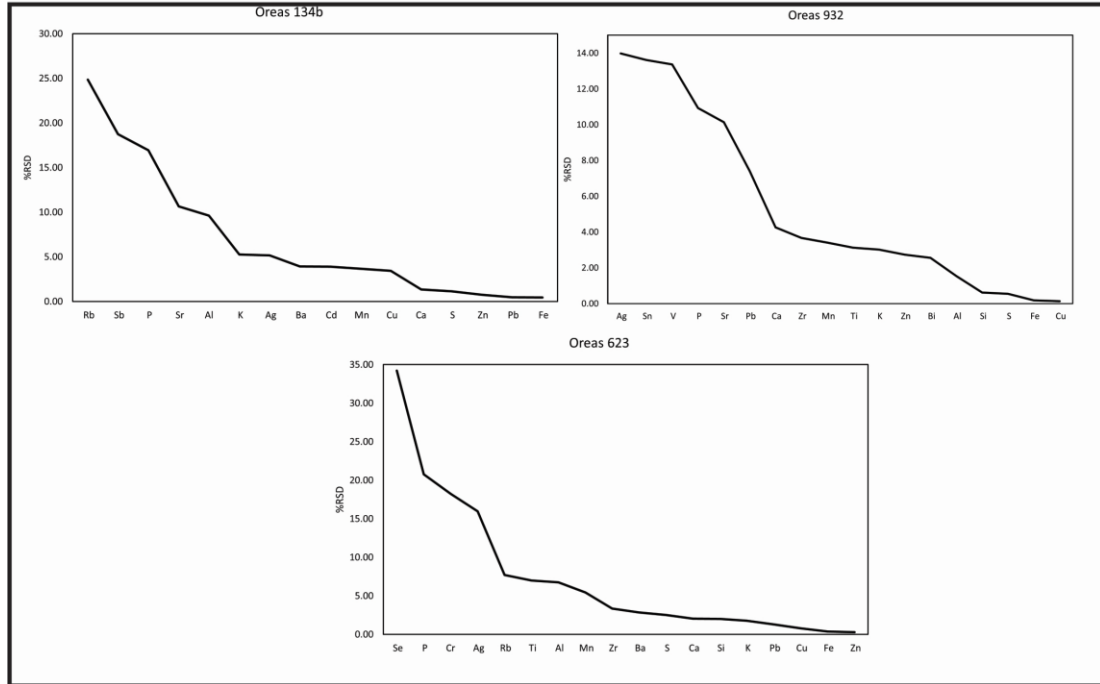 Oreas 134b
30.00
25.00
20.00
15.00
10.00
5.00
0.00
%RSD
Rb Sb P Sr Al K Ag Ba Cd Mn Cu Ca S Zn Pb Fe
Oreas 932
14.00
12.00
10.00
8.00
6.00
4.00
2.00
0.00
%RSD
Ag Sn V P Sr Pb Ca Zr Mn Ti K Zn Bi Al Si S Fe Cu
Oreas 623
35.00
30.00
25.00
20.00
15.00
10.00
5.00
0.00
%RSD
Se P Cr Ag Rb Ti Al Mn Zr Ba S Ca Si K Pb Cu Fe Zn